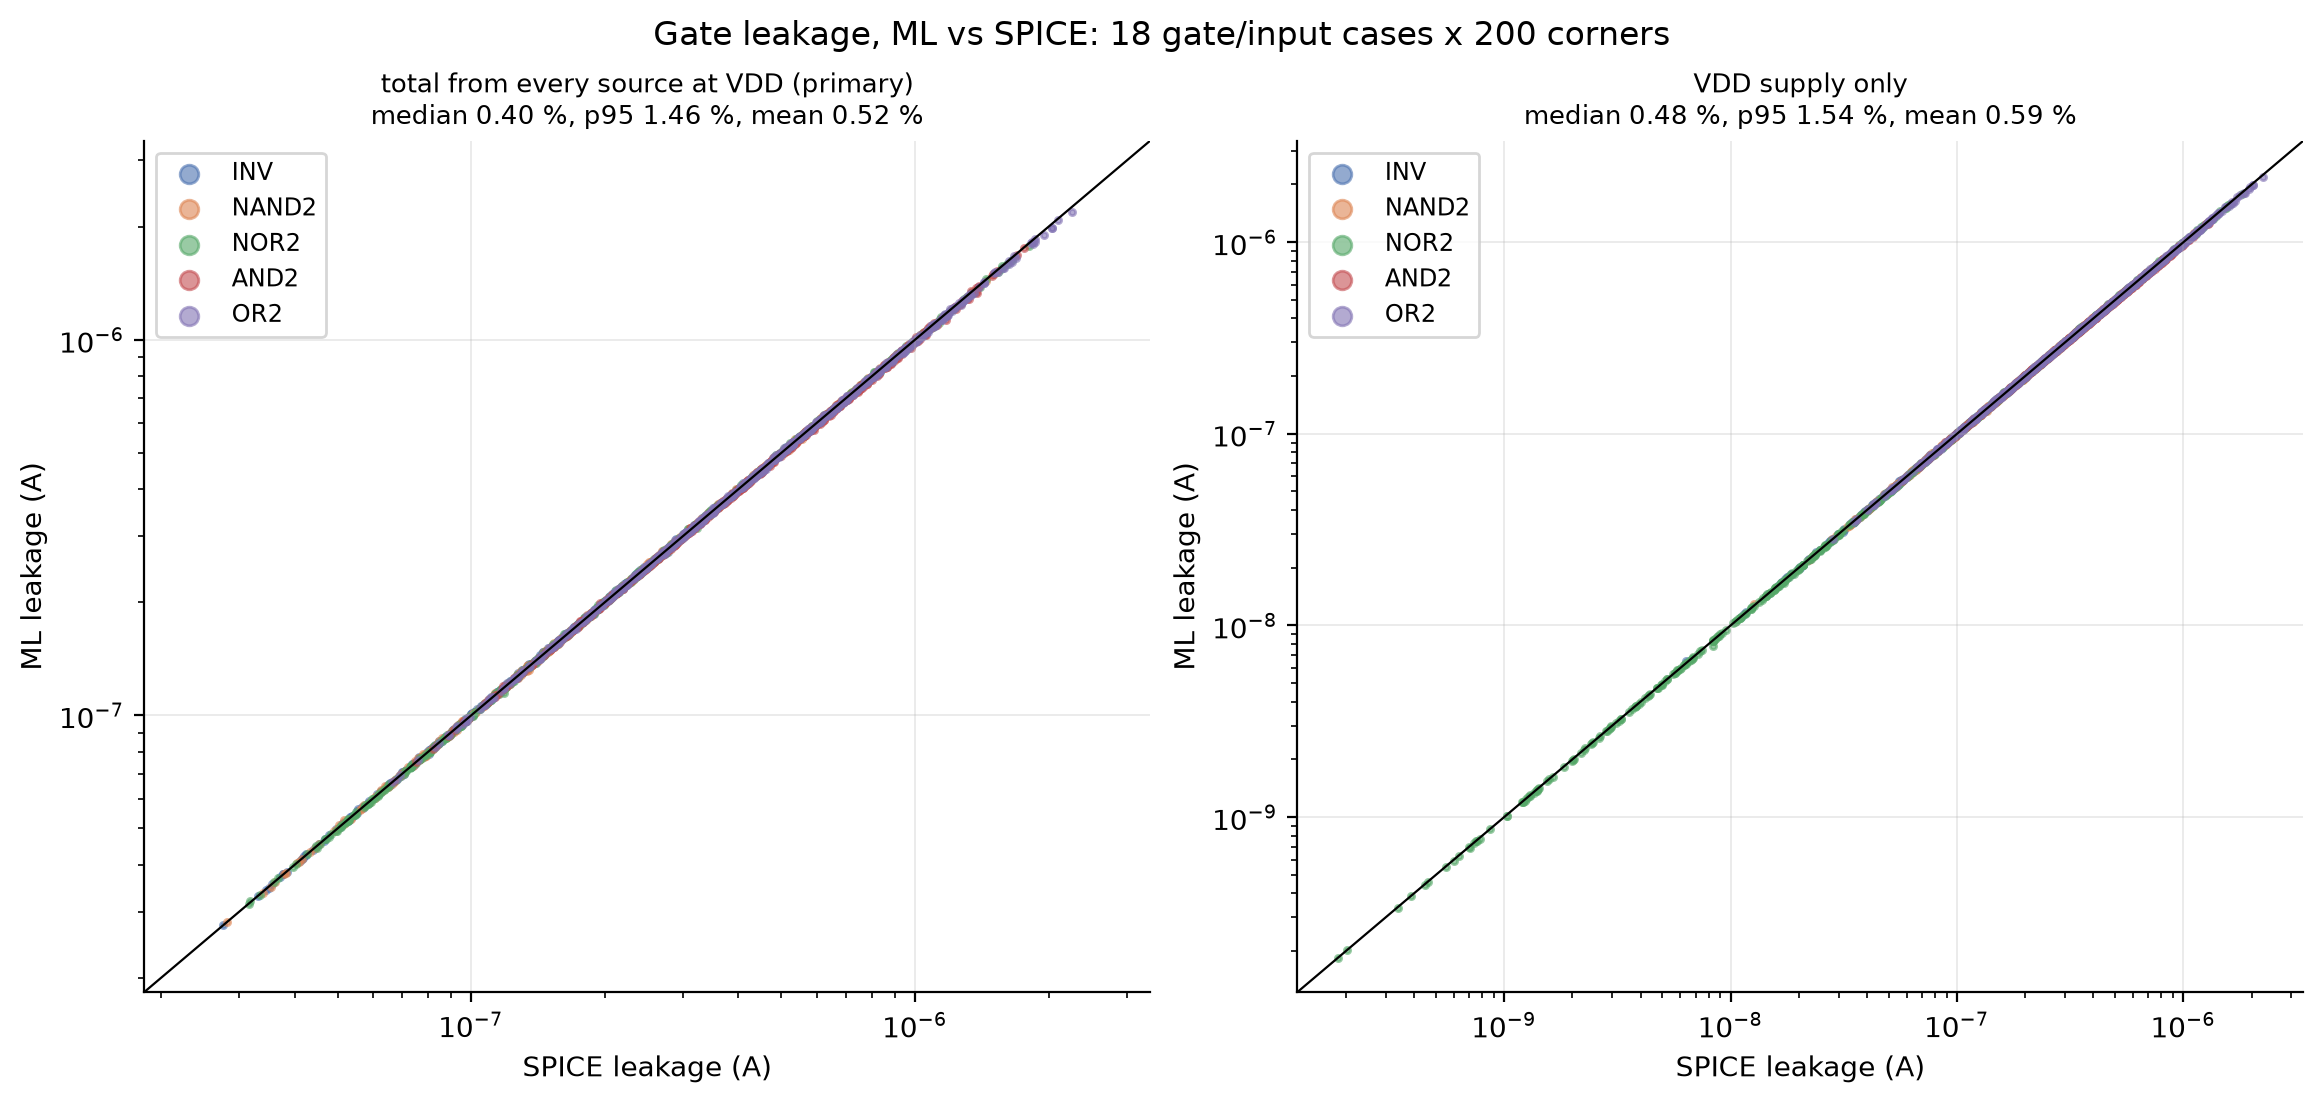 Gate leakage, ML vs SPICE: 18 gate/input cases x 200 corners
total from every source at VDD (primary)
median 0.40 %, p95 1.46 %, mean 0.52 %
INV
NAND2
NOR2
AND2
OR2
10⁻⁶
10⁻⁷
ML leakage (A)
10⁻⁷
10⁻⁶
SPICE leakage (A)
VDD supply only
median 0.48 %, p95 1.54 %, mean 0.59 %
INV
NAND2
NOR2
AND2
OR2
10⁻⁶
10⁻⁷
10⁻⁸
10⁻⁹
ML leakage (A)
10⁻⁹
10⁻⁸
10⁻⁷
10⁻⁶
SPICE leakage (A)